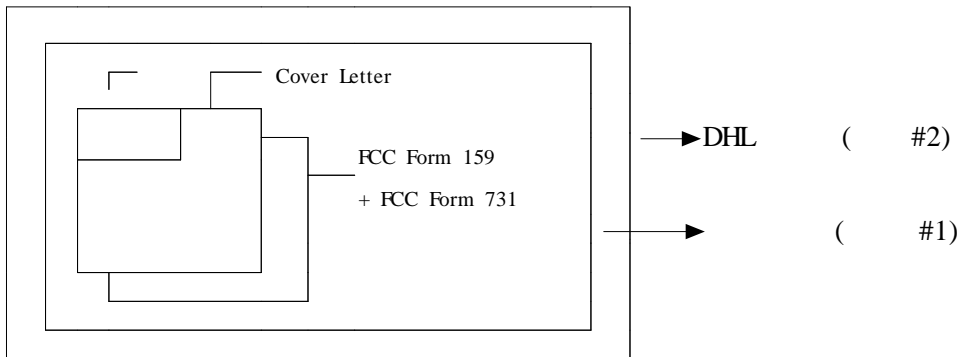 Cover Letter
DHL ( #2)
FCC Form 159
+ FCC Form 731
( #1)